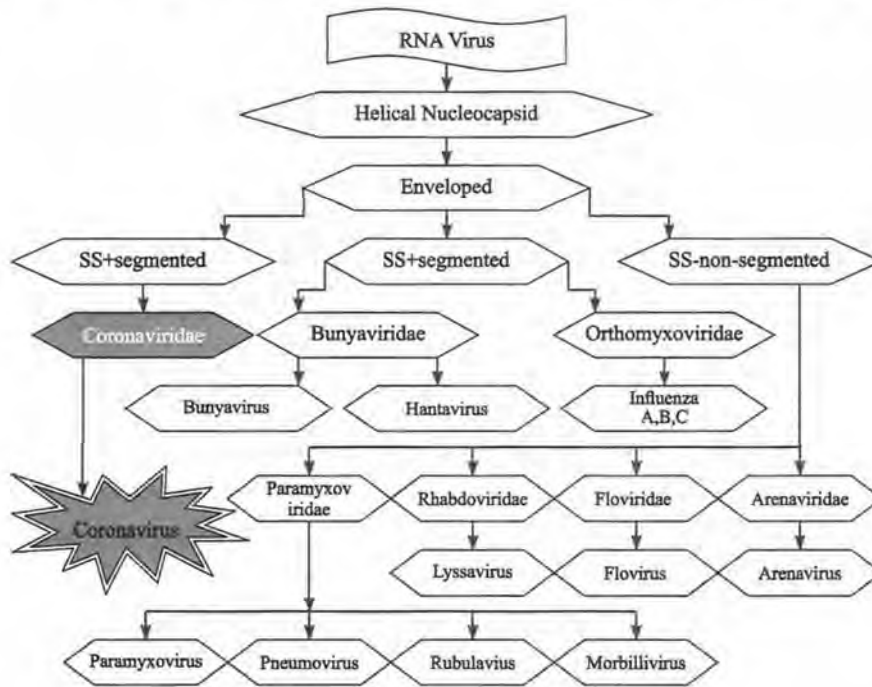 RNA Virus
Helical Nucleocapsid
Enveloped
SS+segmented
SS+segmented
SS-non-segmented
Coronaviridae
Bunyaviridae
Orthomyxoviridae
Bunyavirus
Hantavirus
Influenza
A,B,C
Coronavirus
Paramyxov
iridae
Rhabdoviridae
Floviridae
Arenaviridae
Lyssavirus
Flovirus
Arenavirus
Paramyxovirus
Pneumovirus
Rubulavius
Morbillivirus